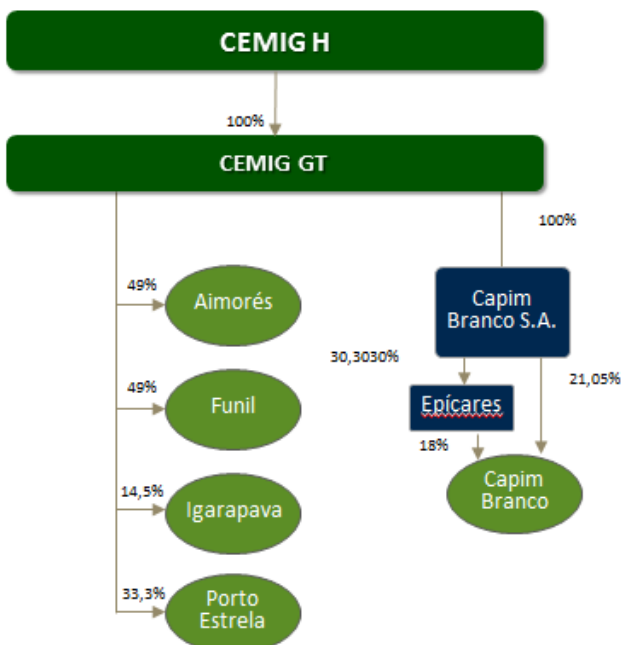 CEMIG H
100%
CEMIG GT
100%
49%
Aimorés
Capim
Branco S.A.
30,3030%
21,05%
49%
Funil
Epícares
18%
Capim
Branco
14,5%
Igarapava
33,3%
Porto
Estrela